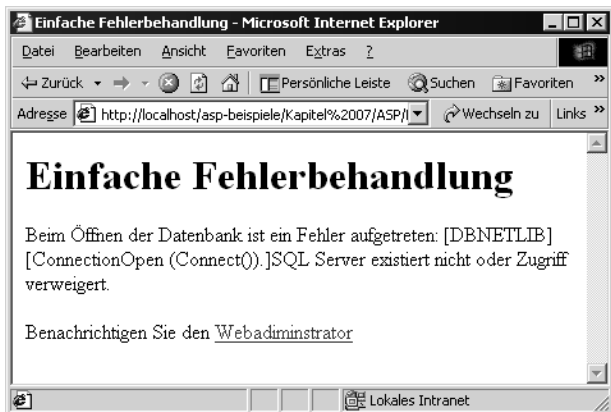 Einfache Fehlerbehandlung - Microsoft Internet Explorer
Datei Bearbeiten Ansicht Favoriten Extras ?
Zurück Persönliche Leiste Suchen Favoriten »
Adresse http://localhost/asp-beispiele/Kapitel%2007/ASP/ Wechseln zu Links »
Einfache Fehlerbehandlung
Beim Öffnen der Datenbank ist ein Fehler aufgetreten: [DBNETLIB]
[ConnectionOpen (Connect()).]SQL Server existiert nicht oder Zugriff
verweigert.
Benachrichtigen Sie den Webadiminstrator
Lokales Intranet